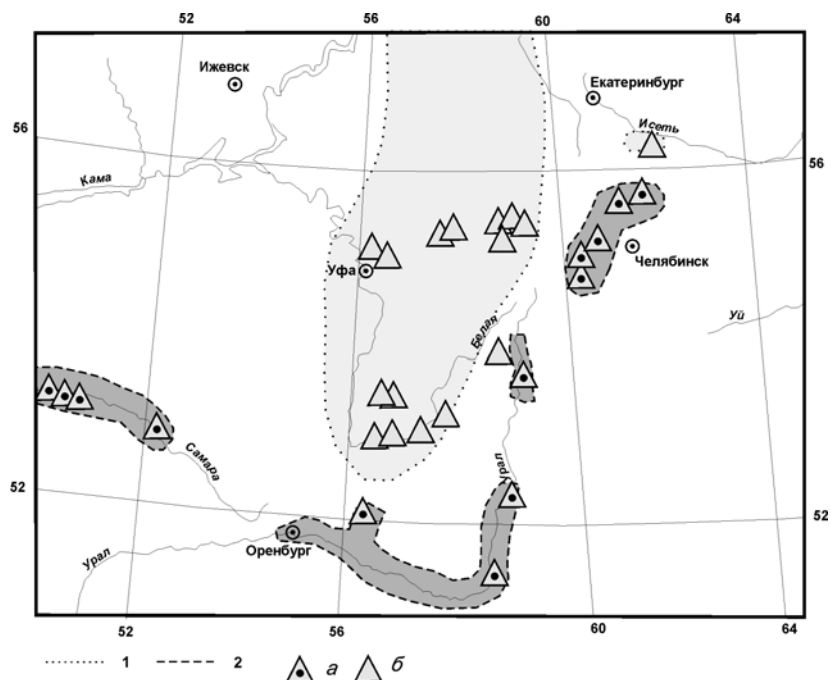 52
56
60
64
Ижевск
Екатеринбург
56
Исеть
56
Кама
Челябинск
Уфа
Уй
Белая
Самара
Урал
52
52
Урал
Оренбург
52
56
60
64
1
2
а
б